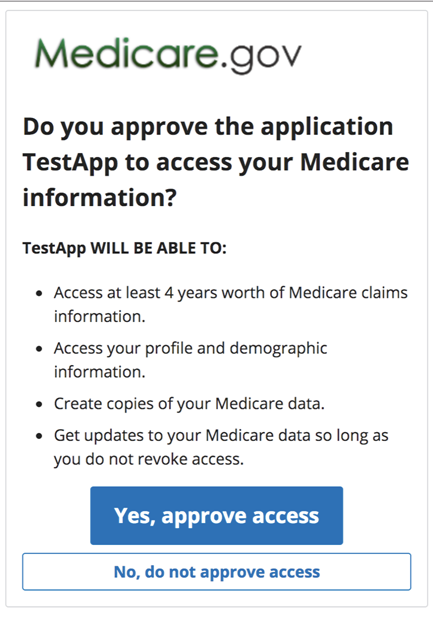 Medicare.gov
Do you approve the application
TestApp to access your Medicare
information?
TestApp WILL BE ABLE TO:
• Access at least 4 years worth of Medicare claims
information.
• Access your profile and demographic
information.
• Create copies of your Medicare data.
• Get updates to your Medicare data so long as
you do not revoke access.
Yes, approve access
No, do not approve access